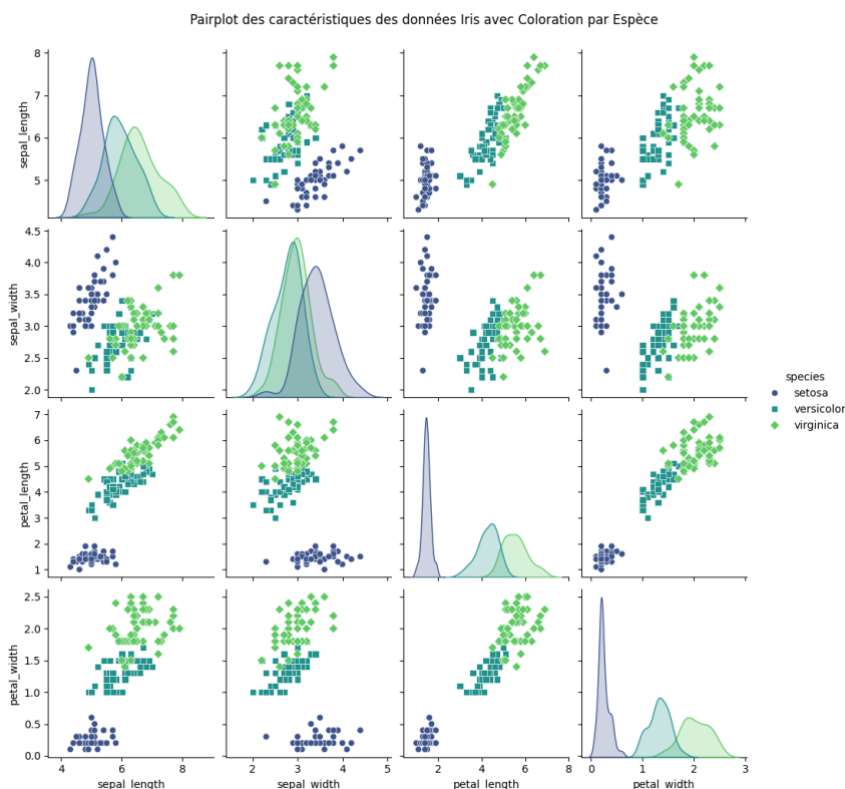 Pairplot des caractéristiques des données Iris avec Coloration par Espèce
8
7
6
5
sepal_length
4.5
4.0
3.5
3.0
2.5
2.0
sepal_width
species
setosa
versicolor
virginica
7
6
5
4
3
2
1
petal_length
2.5
2.0
1.5
1.0
0.5
0.0
petal_width
4 6 8
sepal_length
2 3 4 5
sepal_width
2 4 6 8
petal_length
0 1 2 3
petal_width